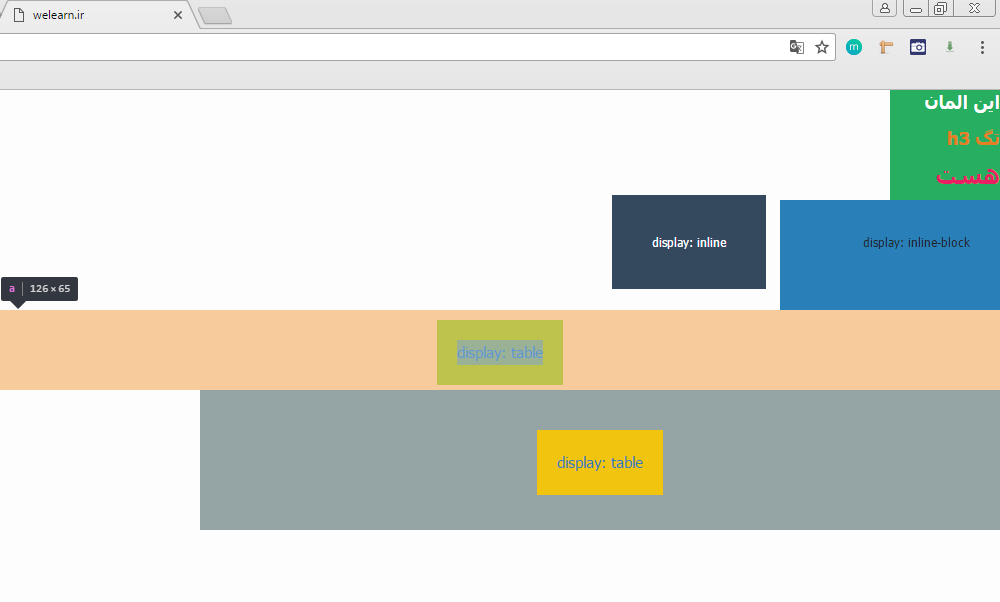 welearn.ir
این المان
تگ h3
هست
display: inline
display: inline-block
a 126 × 65
display: table
display: table